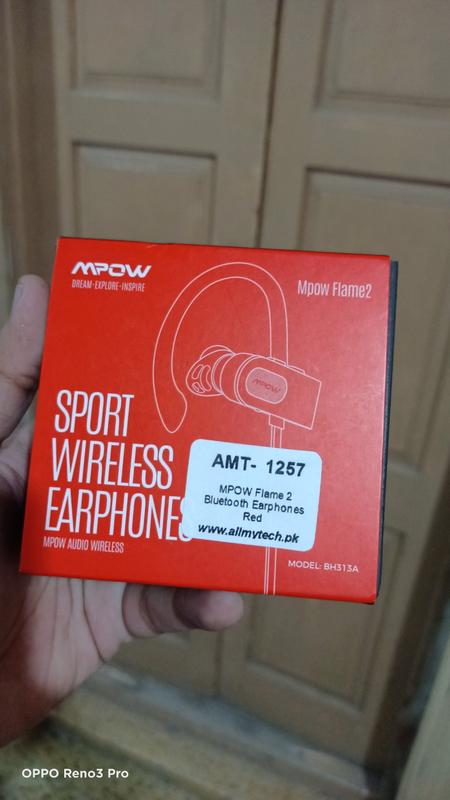 MPOW
DREAM·EXPLORE·INSPIRE
Mpow Flame2
MPOW
SPORT
WIRELESS
EARPHONES
MPOW AUDIO WIRELESS
AMT- 1257
MPOW Flame 2
Bluetooth Earphones
Red
www.allmytech.pk
MODEL: BH313A
OPPO Reno3 Pro